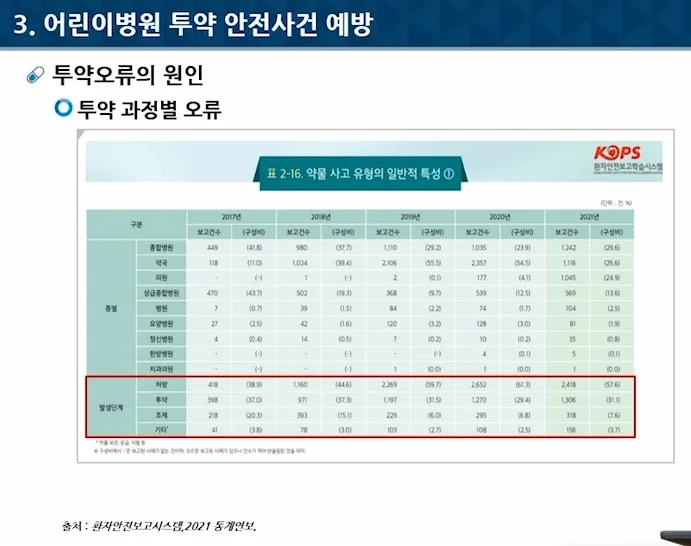 3. 어린이병원 투약 안전사건 예방
투약오류의 원인
투약 과정별 오류
KOPS
환자안전보고학습시스템
표 2-16. 약물 사고 유형의 일반적 특성 ①
(단위 : 건, %)
구분 2017년 2018년 2019년 2020년 2021년
보고건수 (구성비) 보고건수 (구성비) 보고건수 (구성비) 보고건수 (구성비) 보고건수 (구성비)
종별
종합병원 449 (41.8) 980 (37.7) 1,110 (29.2) 1,035 (23.9) 1,242 (29.6)
약국 118 (11.0) 1,024 (39.4) 2,106 (55.5) 2,357 (54.5) 1,116 (26.6)
의원 - (-) 1 (-) 2 (0.1) 177 (4.1) 1,045 (24.9)
상급종합병원 470 (43.7) 502 (19.3) 368 (9.7) 539 (12.5) 569 (13.6)
병원 7 (0.7) 39 (1.5) 84 (2.2) 74 (1.7) 104 (2.5)
요양병원 27 (2.5) 42 (1.6) 120 (3.2) 128 (3.0) 81 (1.9)
정신병원 4 (0.4) 14 (0.5) 7 (0.2) 10 (0.2) 35 (0.8)
한방병원 - (-) - (-) - (-) 4 (0.1) 5 (0.1)
치과의원 - (-) - (-) 1 (0.0) 1 (0.0) 1 (0.0)
발생단계
처방 418 (38.9) 1,160 (44.6) 2,269 (59.7) 2,652 (61.3) 2,418 (57.6)
투약 398 (37.0) 971 (37.3) 1,197 (31.5) 1,270 (29.4) 1,306 (31.1)
조제 218 (20.3) 393 (15.1) 229 (6.0) 295 (6.8) 318 (7.6)
기타* 41 (3.8) 78 (3.0) 103 (2.7) 108 (2.5) 156 (3.7)
* 약물 보관, 공급, 식별 등
출처 : 환자안전보고시스템,2021 통계연보.